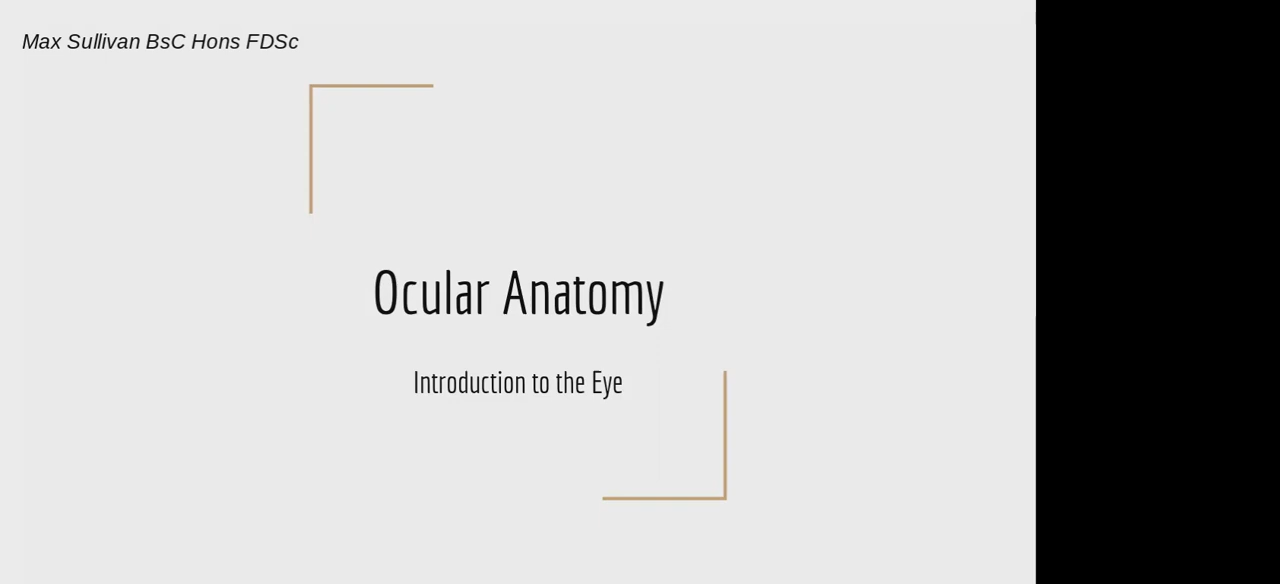 Max Sullivan BsC Hons FDSc
Ocular Anatomy
Introduction to the Eye